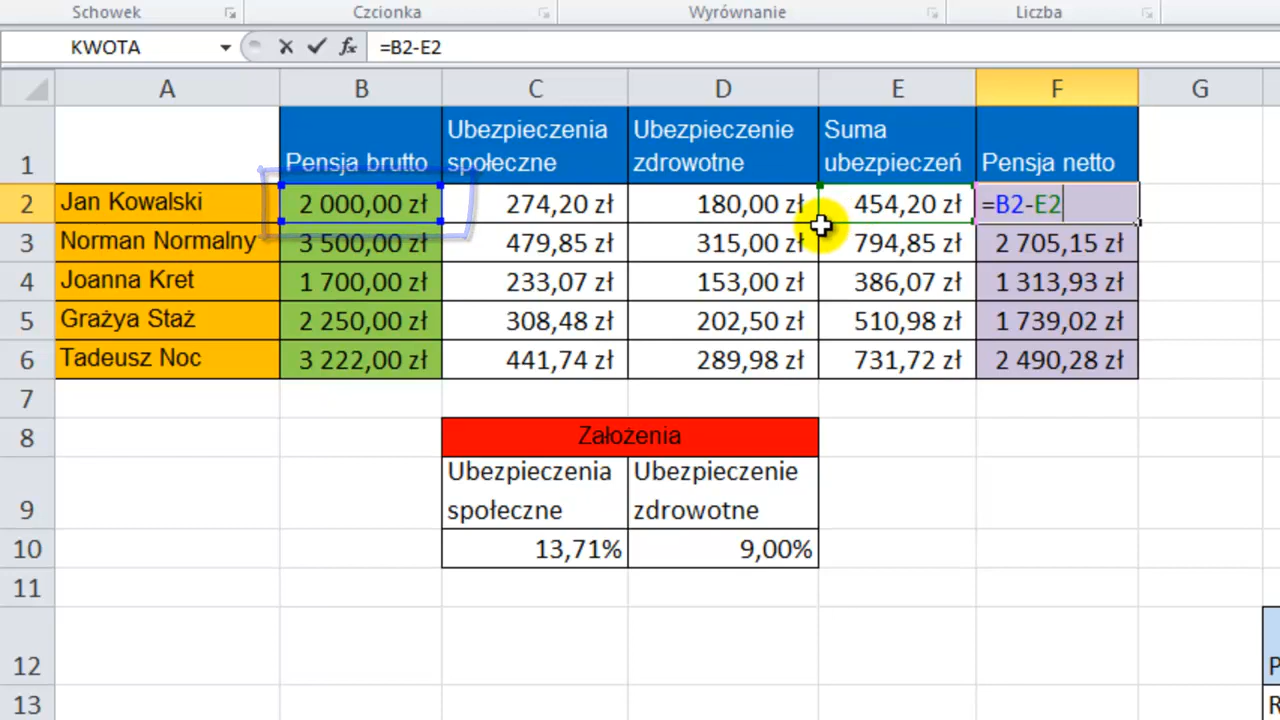 Schowek Czcionka Wyrównanie Liczba
KWOTA =B2-E2
A B C D E F G
1 Pensja brutto Ubezpieczenia społeczne Ubezpieczenie zdrowotne Suma ubezpieczeń Pensja netto
2 Jan Kowalski 2 000,00 zł 274,20 zł 180,00 zł 454,20 zł =B2-E2
3 Norman Normalny 3 500,00 zł 479,85 zł 315,00 zł 794,85 zł 2 705,15 zł
4 Joanna Kret 1 700,00 zł 233,07 zł 153,00 zł 386,07 zł 1 313,93 zł
5 Grażya Staż 2 250,00 zł 308,48 zł 202,50 zł 510,98 zł 1 739,02 zł
6 Tadeusz Noc 3 222,00 zł 441,74 zł 289,98 zł 731,72 zł 2 490,28 zł
7
8 Założenia
9 Ubezpieczenia społeczne Ubezpieczenie zdrowotne
10 13,71% 9,00%
11
12
13